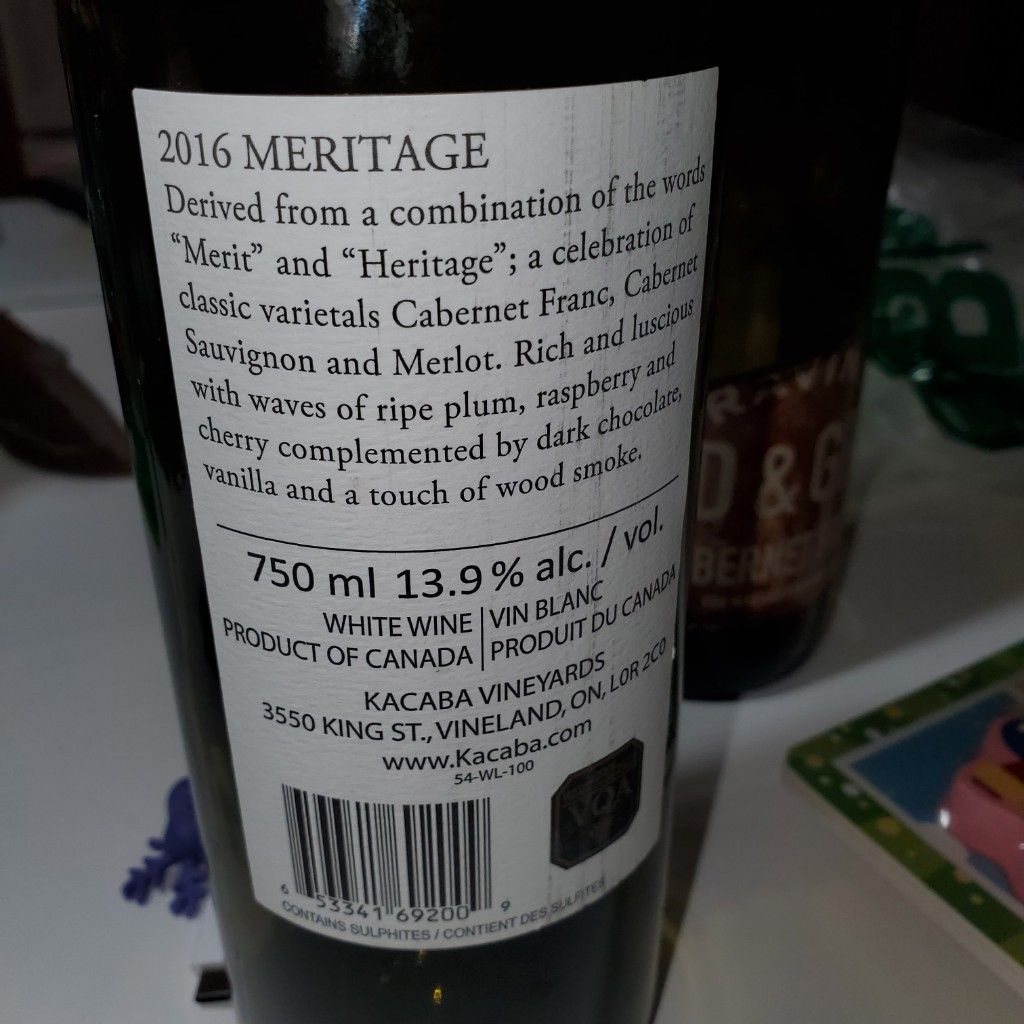 2016 MERITAGE
Derived from a combination of the words
“Merit” and “Heritage”; a celebration of
classic varietals Cabernet Franc, Cabernet
Sauvignon and Merlot. Rich and luscious
with waves of ripe plum, raspberry and
cherry complemented by dark chocolate,
vanilla and a touch of wood smoke.
750 ml 13.9% alc. / vol.
WHITE WINE | VIN BLANC
PRODUCT OF CANADA | PRODUIT DU CANADA
KACABA VINEYARDS
3550 KING ST., VINELAND, ON, L0R 2C0
www.Kacaba.com
54-WL-100
VQA
6 53341 69200 9
CONTAINS SULPHITES / CONTIENT DES SULFITES
D & G
BERNET